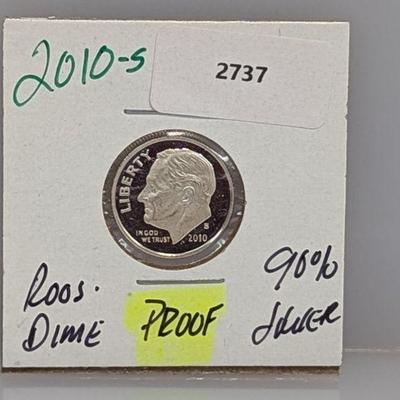 2010-S
2737
LIBERTY
IN GOD
WE TRUST
S
2010
ROOS.
DIME
PROOF
90%
SILVER